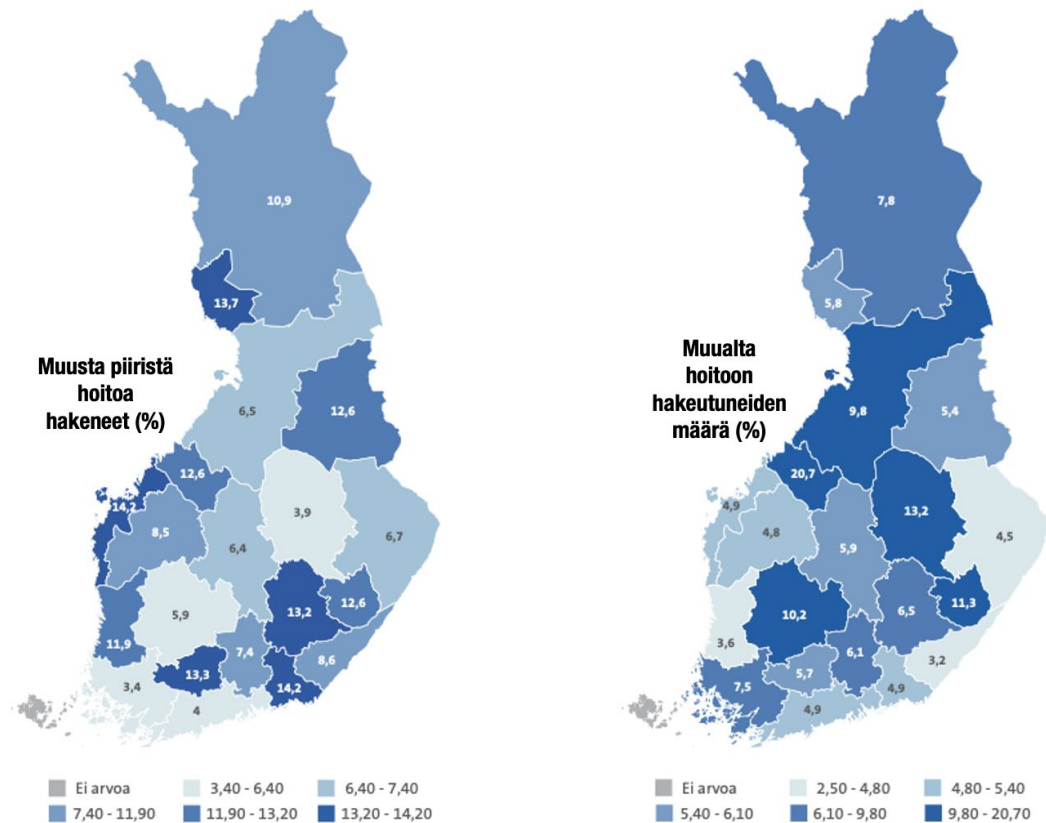 10,9
13,7
Muusta piiristä
hoitoa
hakeneet (%)
6,5
12,6
12,6
14,2
8,5
3,9
6,4
6,7
5,9
13,2
12,6
11,9
7,4
8,6
13,3
3,4
14,2
4
Ei arvoa
3,40 - 6,40
6,40 - 7,40
7,40 - 11,90
11,90 - 13,20
13,20 - 14,20
7,8
5,8
Muualta
hoitoon
hakeutuneiden
määrä (%)
9,8
5,4
20,7
4,9
4,8
13,2
5,9
4,5
10,2
6,5
11,3
3,6
6,1
3,2
5,7
7,5
4,9
4,9
Ei arvoa
2,50 - 4,80
4,80 - 5,40
5,40 - 6,10
6,10 - 9,80
9,80 - 20,70